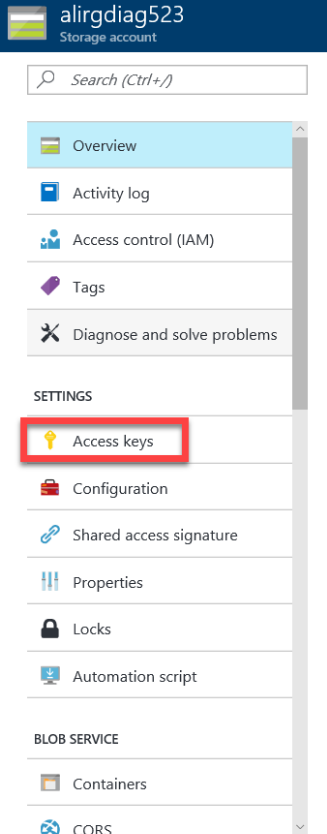 alirgdiag523
Storage account
Search (Ctrl+/)
Overview
Activity log
Access control (IAM)
Tags
Diagnose and solve problems
SETTINGS
Access keys
Configuration
Shared access signature
Properties
Locks
Automation script
BLOB SERVICE
Containers
CORS